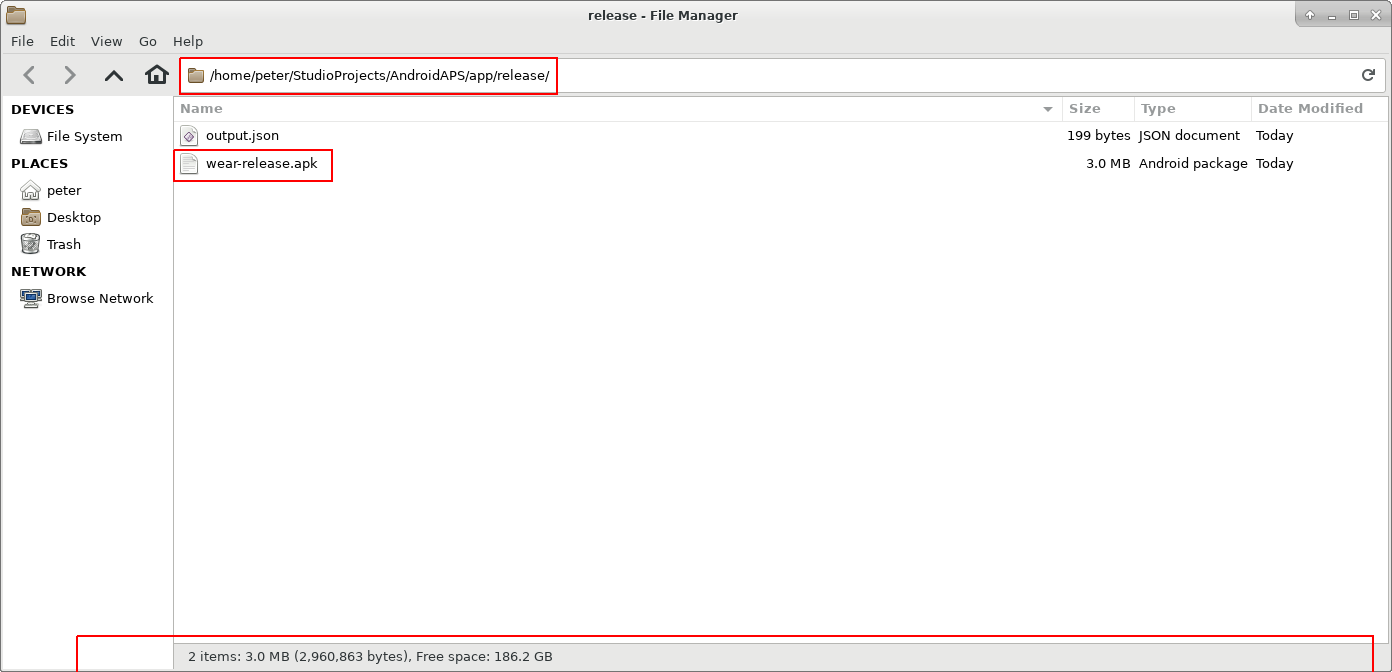 release - File Manager
File Edit View Go Help
/home/peter/StudioProjects/AndroidAPS/app/release/
DEVICES
File System
PLACES
peter
Desktop
Trash
NETWORK
Browse Network
Name Size Type Date Modified
output.json 199 bytes JSON document Today
wear-release.apk 3.0 MB Android package Today
2 items: 3.0 MB (2,960,863 bytes), Free space: 186.2 GB